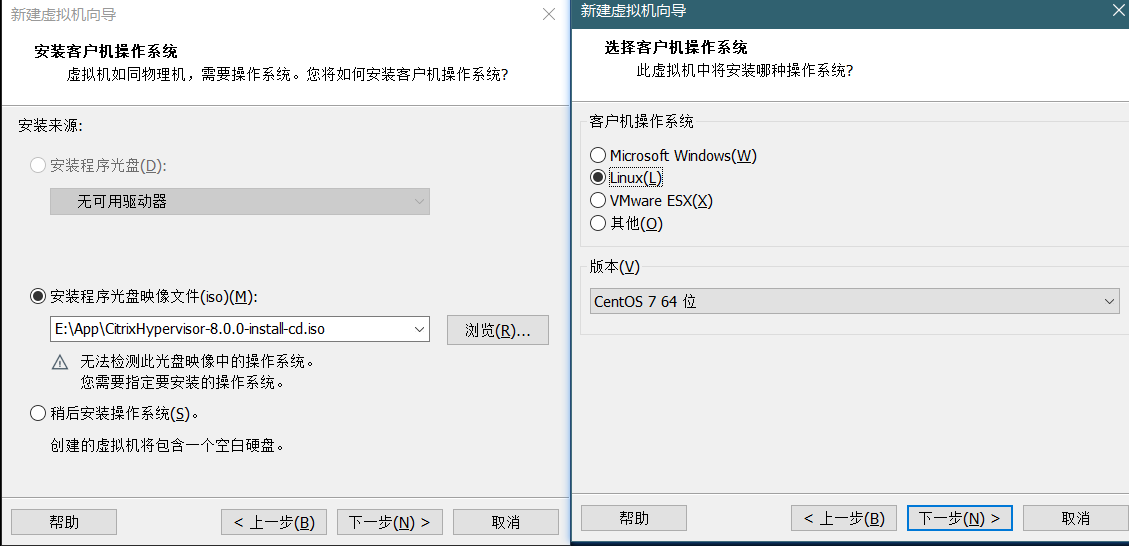 新建虚拟机向导
安装客户机操作系统
虚拟机如同物理机，需要操作系统。您将如何安装客户机操作系统?
安装来源:
安装程序光盘(D):
无可用驱动器
安装程序光盘映像文件(iso)(M):
E:\App\CitrixHypervisor-8.0.0-install-cd.iso
浏览(R)...
无法检测此光盘映像中的操作系统。
您需要指定要安装的操作系统。
稍后安装操作系统(S)。
创建的虚拟机将包含一个空白硬盘。
帮助
< 上一步(B)
下一步(N) >
取消
新建虚拟机向导
选择客户机操作系统
此虚拟机中将安装哪种操作系统?
客户机操作系统
Microsoft Windows(W)
Linux(L)
VMware ESX(X)
其他(O)
版本(V)
CentOS 7 64 位
帮助
< 上一步(B)
下一步(N) >
取消